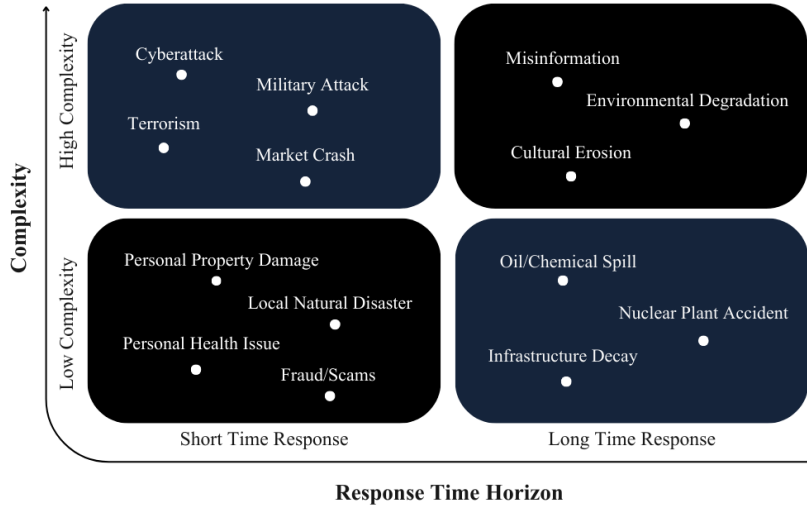 Complexity
High Complexity
Cyberattack
Military Attack
Terrorism
Market Crash
Misinformation
Environmental Degradation
Cultural Erosion
Low Complexity
Personal Property Damage
Local Natural Disaster
Personal Health Issue
Fraud/Scams
Oil/Chemical Spill
Nuclear Plant Accident
Infrastructure Decay
Short Time Response
Long Time Response
Response Time Horizon